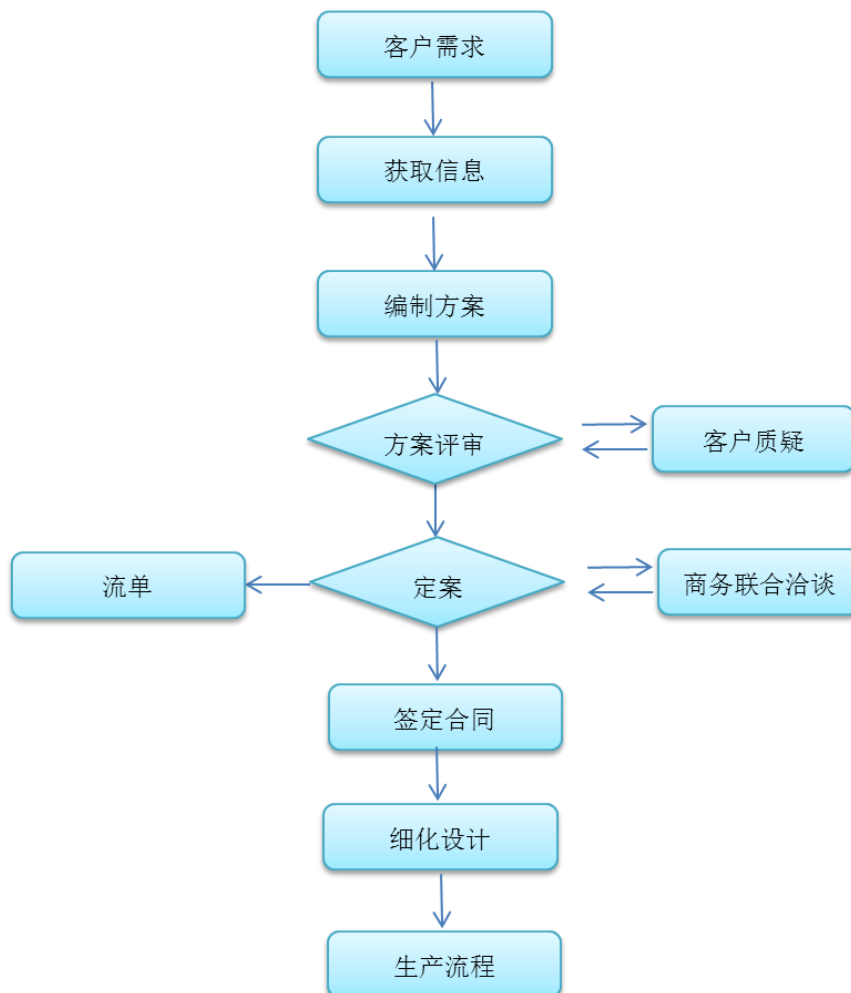 客户需求
获取信息
编制方案
方案评审
客户质疑
流单
定案
商务联合洽谈
签定合同
细化设计
生产流程